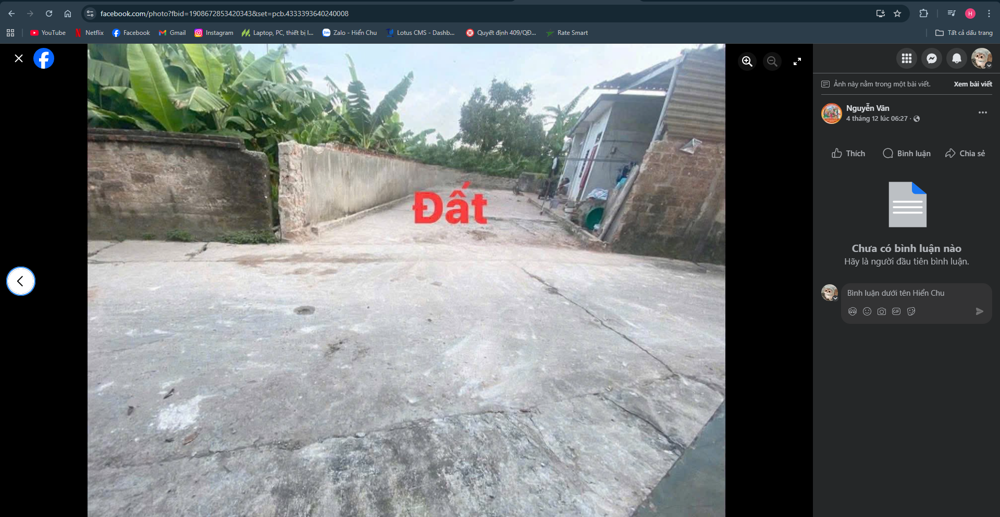 facebook.com/photo?fbid=1908672853420343&set=pcb.4333393640240008
H
YouTube
Netflix
Facebook
Gmail
Instagram
Laptop, PC, thiết bị l...
Zalo - Hiển Chu
Lotus CMS - Dashb...
Quyết định 409/QĐ...
Rate Smart
Tất cả dấu trang
Ảnh này nằm trong một bài viết.
Xem bài viết
Nguyễn Vân
4 tháng 12 lúc 06:27 ·
Thích
Bình luận
Chia sẻ
Đất
Chưa có bình luận nào
Hãy là người đầu tiên bình luận.
Bình luận dưới tên Hiển Chu
GIF